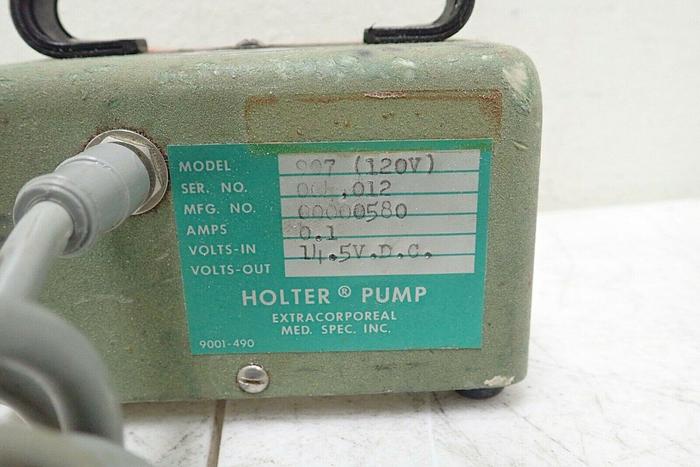 MODEL 907 (120V)
SER. NO. ,012
MFG. NO. 00000580
AMPS 0.1
VOLTS-IN 14.5V.D.C.
VOLTS-OUT
HOLTER ® PUMP
EXTRACORPOREAL
MED. SPEC. INC.
9001-490